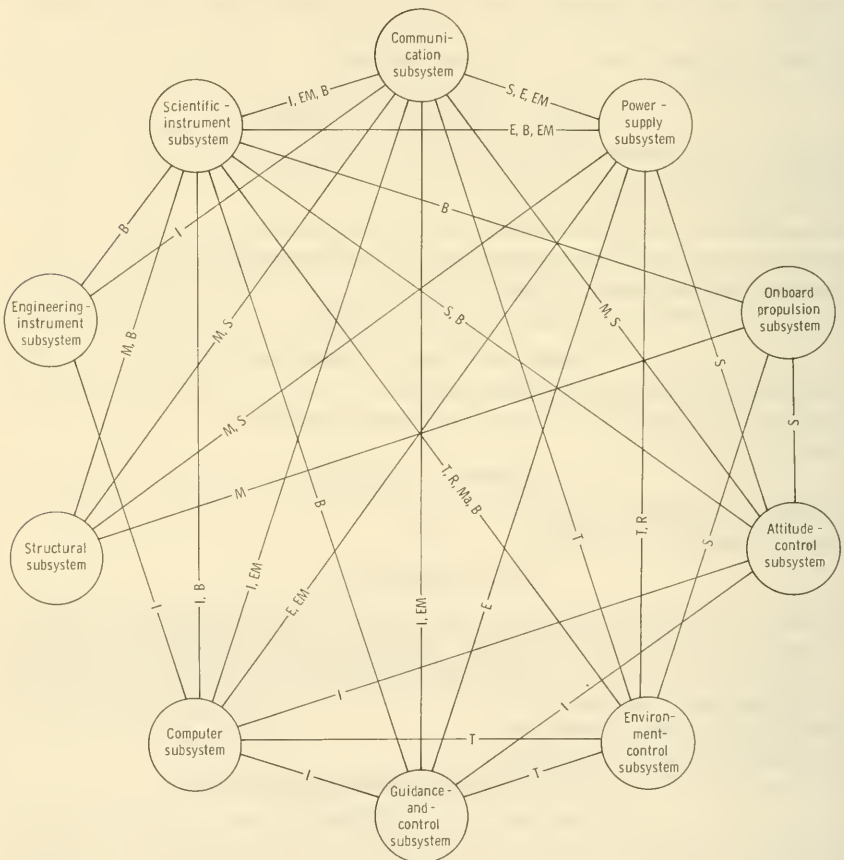 Communi-
cation
subsystem
Scientific -
instrument
subsystem
I, EM, B
S, E, EM
Power -
supply
subsystem
E, B, EM
B
I
B
Engineering -
instrument
subsystem
Onboard
propulsion
subsystem
M, B
M, S
S, B
M, S
S
S
M, S
M
T, R, Ma, B
B
T
T, R
S
Structural
subsystem
Attitude -
control
subsystem
I
I, B
I, EM
E, EM
I, EM
E
I
I
Computer
subsystem
T
Environ-
ment-
control
subsystem
I
T
Guidance -
and -
control
subsystem